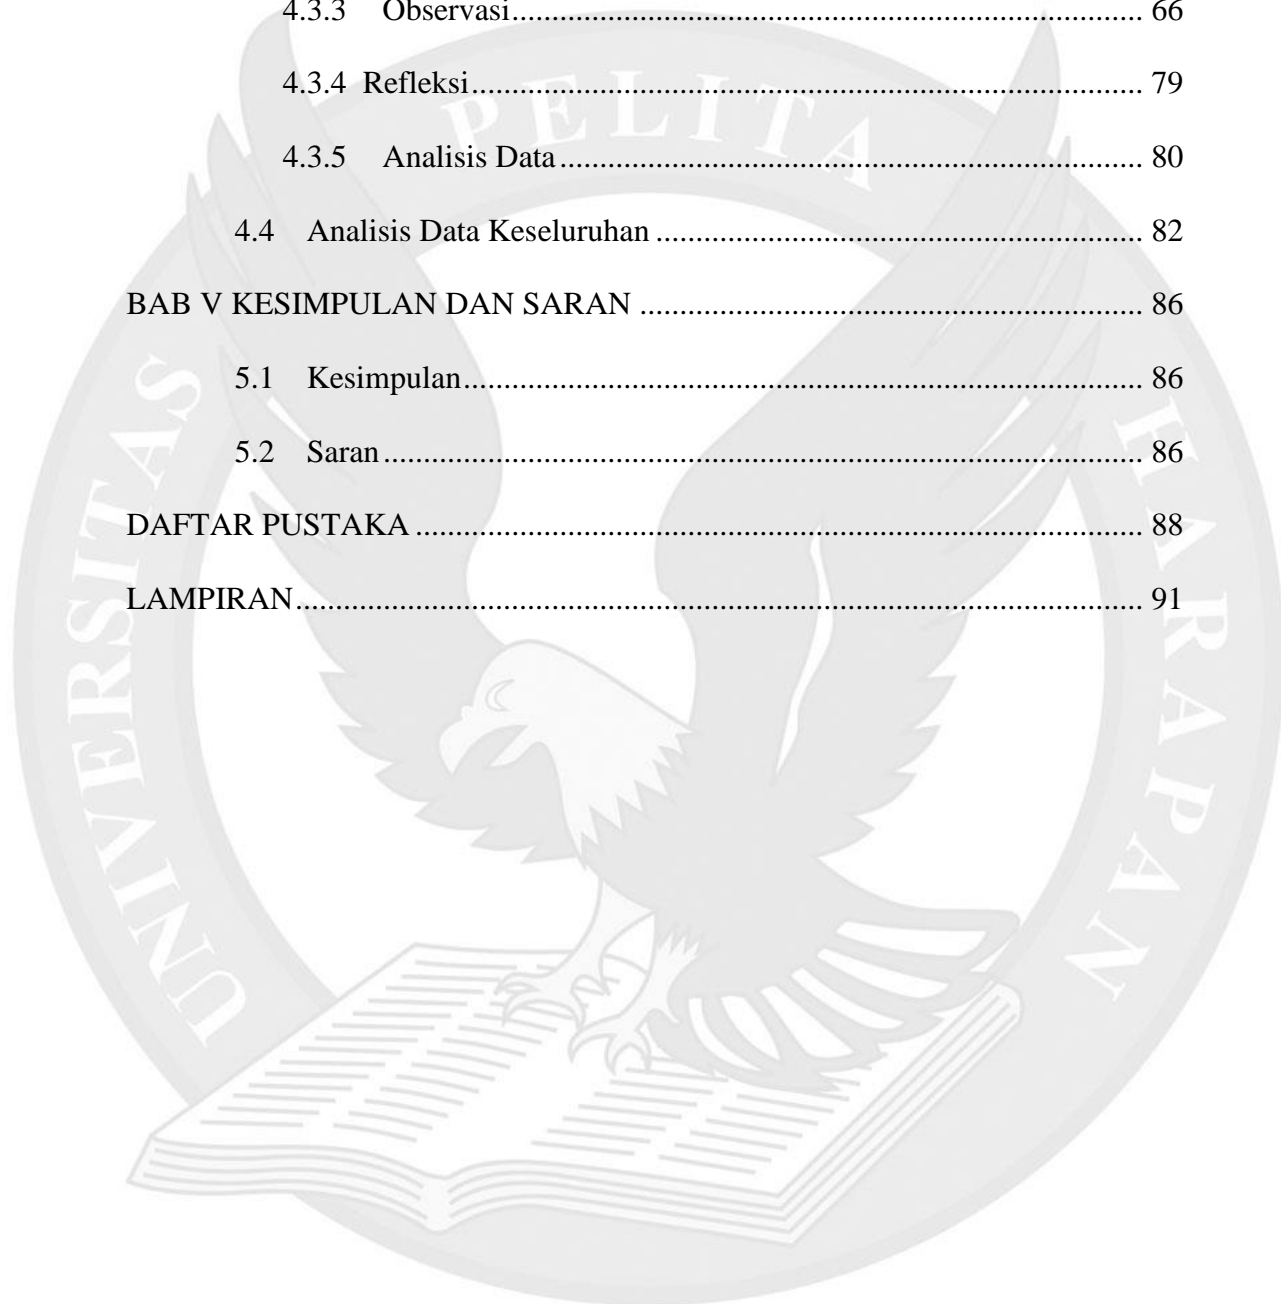 4.3.3 Observasi.................................................................................. 66
4.3.4 Refleksi....................................................................................... 79
4.3.5 Analisis Data............................................................................ 80
4.4 Analisis Data Keseluruhan ............................................................. 82
BAB V KESIMPULAN DAN SARAN ............................................................... 86
5.1 Kesimpulan..................................................................................... 86
5.2 Saran ............................................................................................... 86
DAFTAR PUSTAKA ........................................................................................... 88
LAMPIRAN.......................................................................................................... 91
UNIVERSITAS PELITA HARAPAN